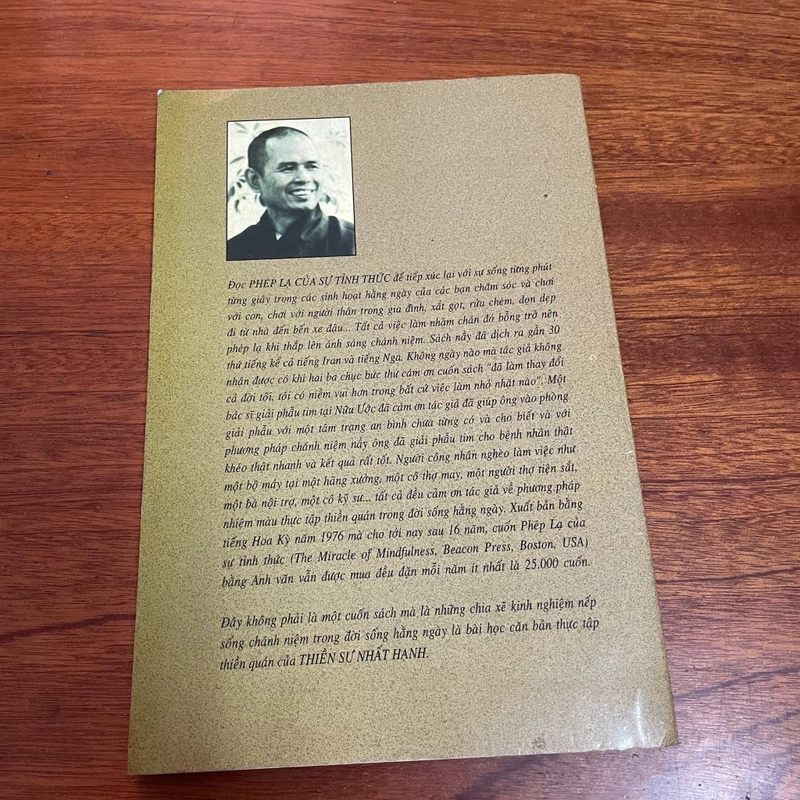 Đọc PHÉP LẠ CỦA SỰ TỈNH THỨC để tiếp xúc lại với sự sống từng phút
từng giây trong các sinh hoạt hằng ngày của các bạn chăm sóc và chơi
với con, chơi với người thân trong gia đình, xắt gọt, rửa chén, dọn dẹp
đi từ nhà đến bến xe đậu... Tất cả việc làm nhàm chán đó bỗng trở nên
phép lạ khi thắp lên ánh sáng chánh niệm. Sách nầy đã dịch ra gần 30
thứ tiếng kể cả tiếng Iran và tiếng Nga. Không ngày nào mà tác giả không
nhận được có khi hai ba chục bức thư cám ơn cuốn sách "đã làm thay đổi
cả đời tôi, tôi có niềm vui hơn trong bất cứ việc làm nhỏ nhặt nào". Một
bác sĩ giải phẫu tim tại Nữu Ước đã cảm ơn tác giả đã giúp ông vào phòng
giải phẫu với một tâm trạng an bình chưa từng có và cho biết và với
phương pháp chánh niệm nầy ông đã giải phẫu tim cho bệnh nhân thật
khéo thật nhanh và kết quả rất tốt. Người công nhân nghèo làm việc như
một bộ máy tại một hãng xưởng, một cô thợ may, một người thợ tiện sắt,
một bà nội trợ, một cô kỹ sư... tất cả đều cảm ơn tác giả về phương pháp
nhiệm mầu thực tập thiền quán trong đời sống hằng ngày. Xuất bản bằng
tiếng Hoa Kỳ năm 1976 mà cho tới nay sau 16 năm, cuốn Phép Lạ của
sự tỉnh thức (The Miracle of Mindfulness, Beacon Press, Boston, USA)
bằng Anh văn vẫn được mua đều đặn mỗi năm ít nhất là 25.000 cuốn.
Đây không phải là một cuốn sách mà là những chia xẽ kinh nghiệm nếp
sống chánh niệm trong đời sống hằng ngày là bài học căn bản thực tập
thiền quán của THIỀN SƯ NHẤT HẠNH.